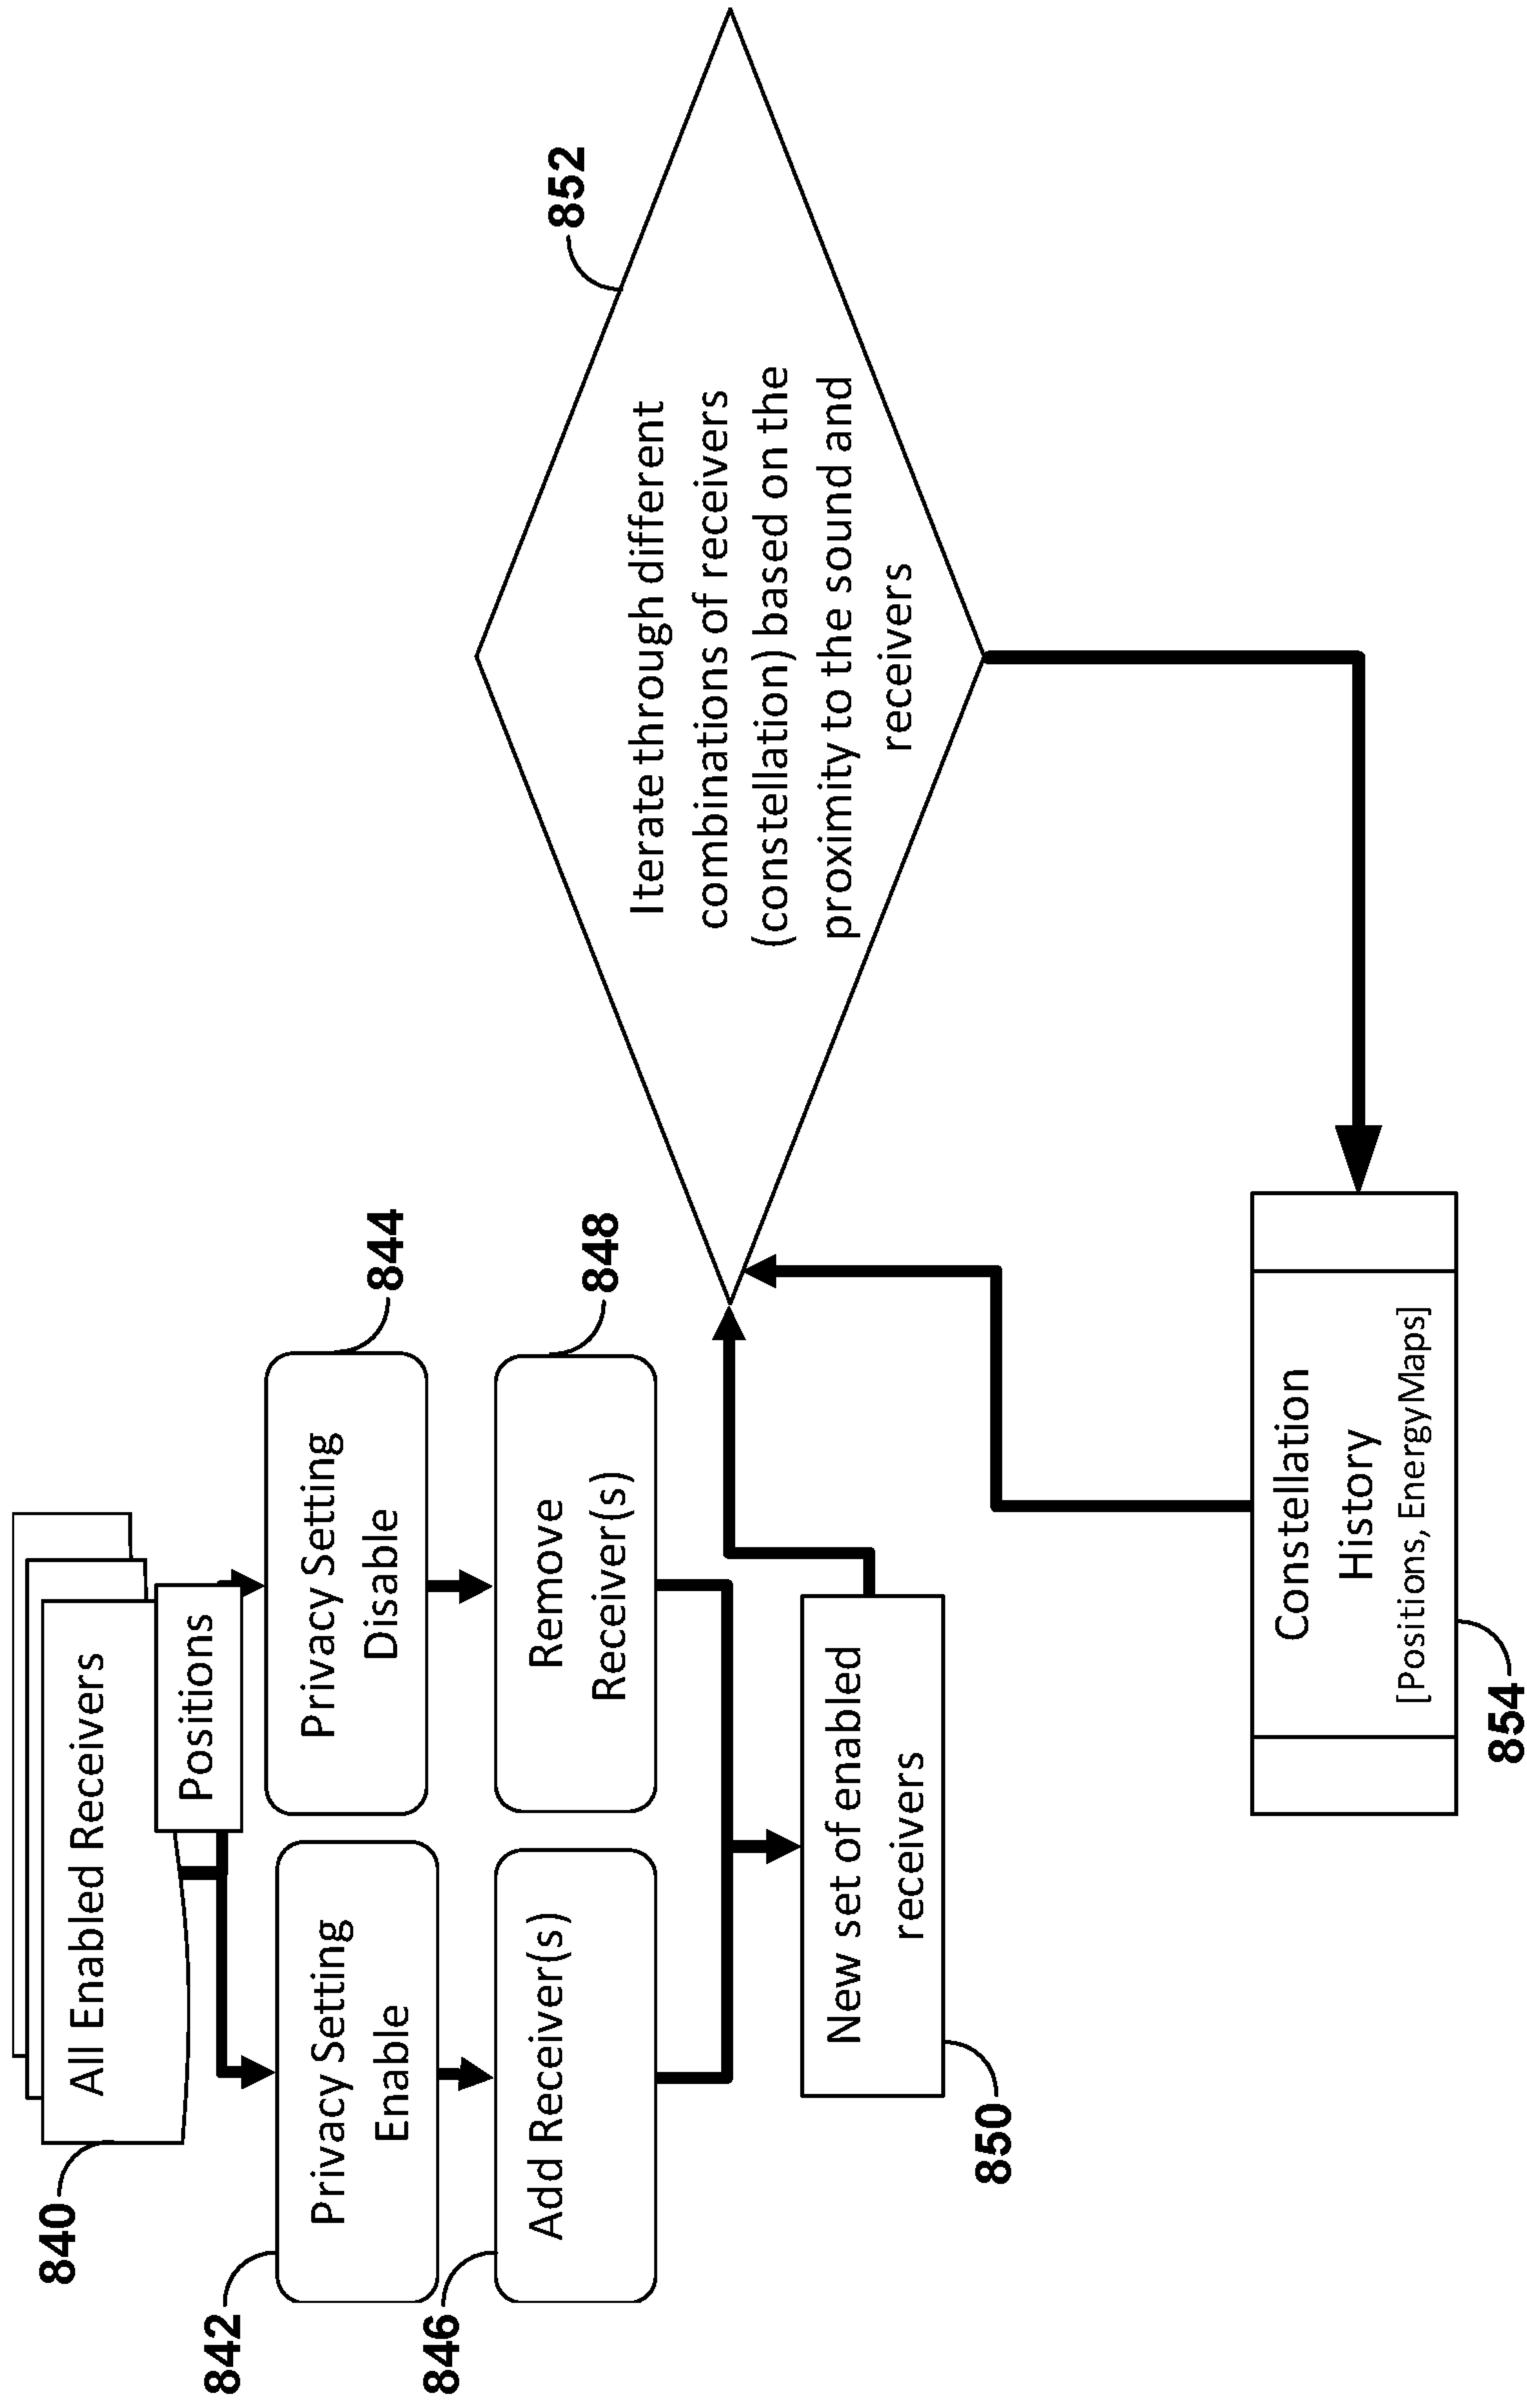 840
All Enabled Receivers
Positions
842
Privacy Setting
Enable
844
Privacy Setting
Disable
846
Add Receiver(s)
848
Remove
Receiver(s)
850
New set of enabled
receivers
852
Iterate through different
combinations of receivers
(constellation) based on the
proximity to the sound and
receivers
Constellation
History
[Positions, EnergyMaps]
854